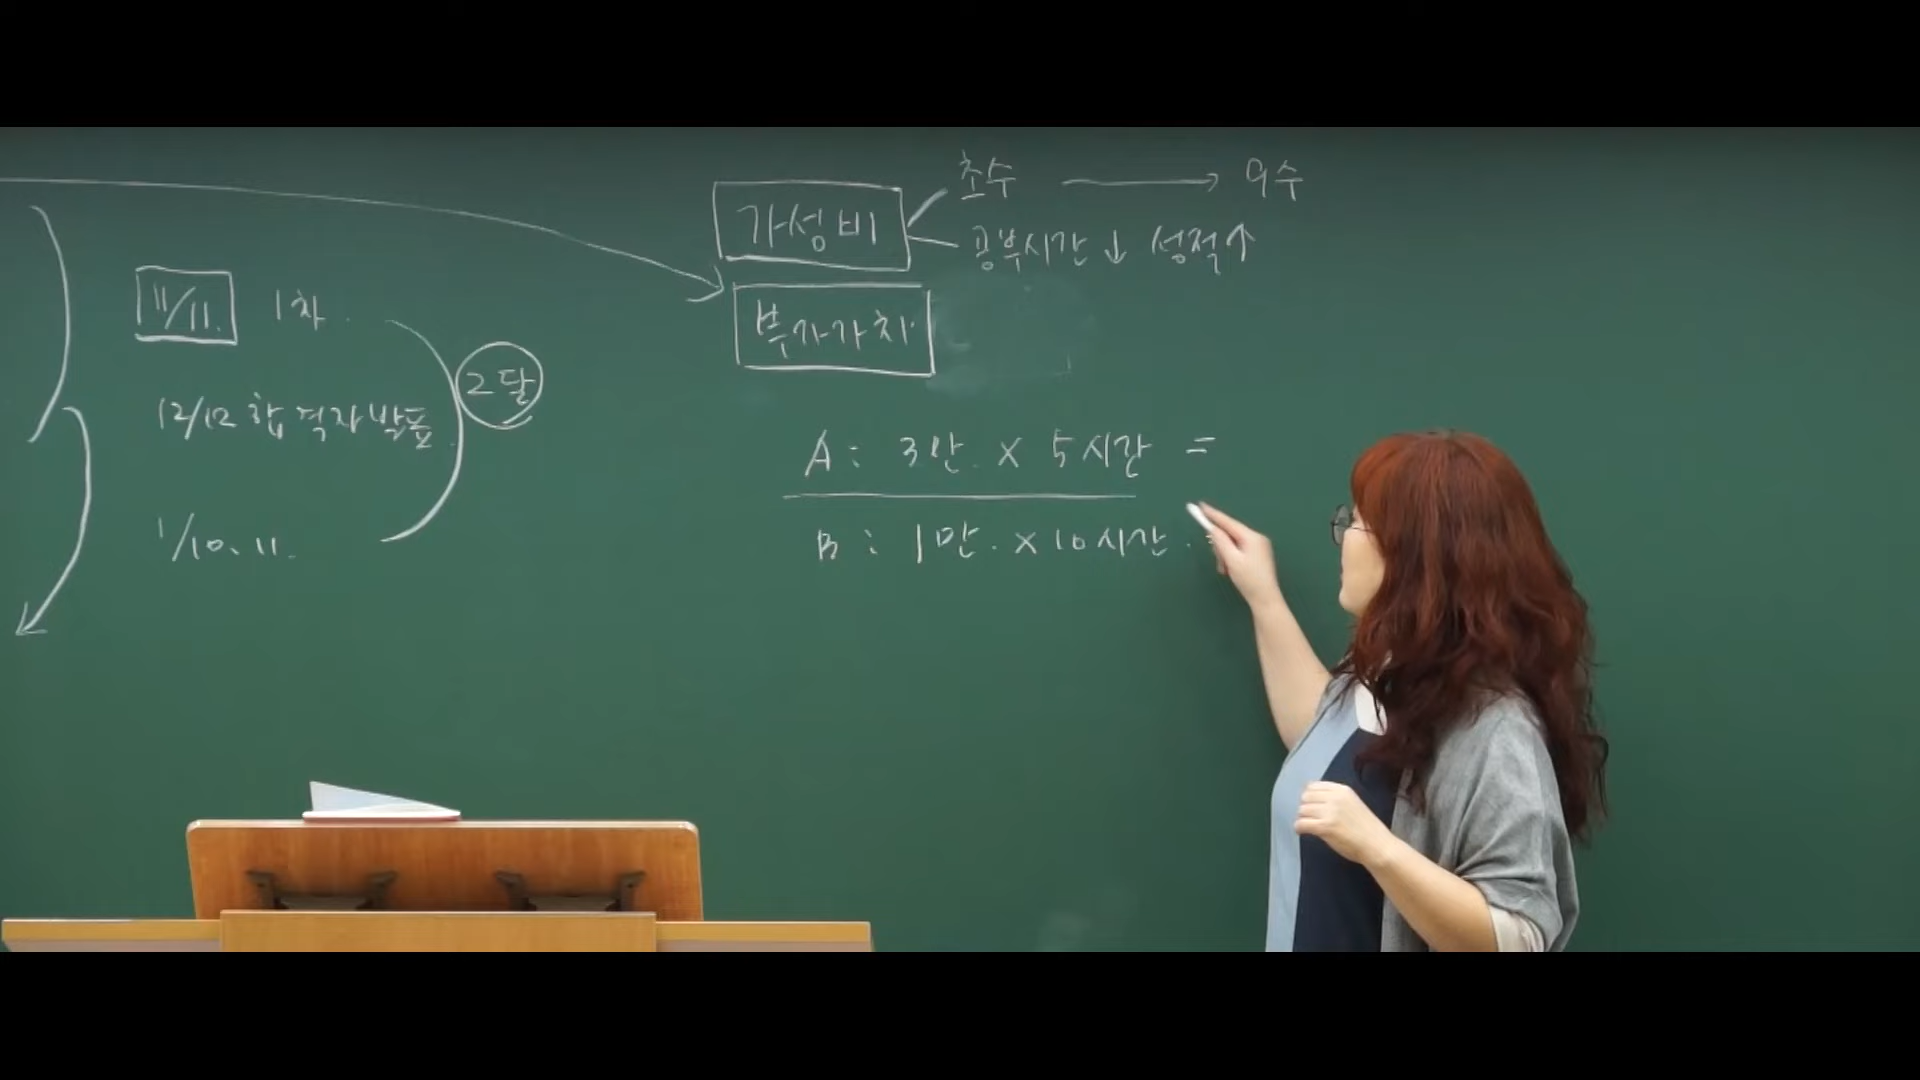 11/11. 1차.
12/12 합격자발표
1/10. 11.
2달
가성비
초수 → 약수
공부시간 ↓ 성적↑
부가가치
A : 3만. × 5시간 =
B : 1만. × 10시간.